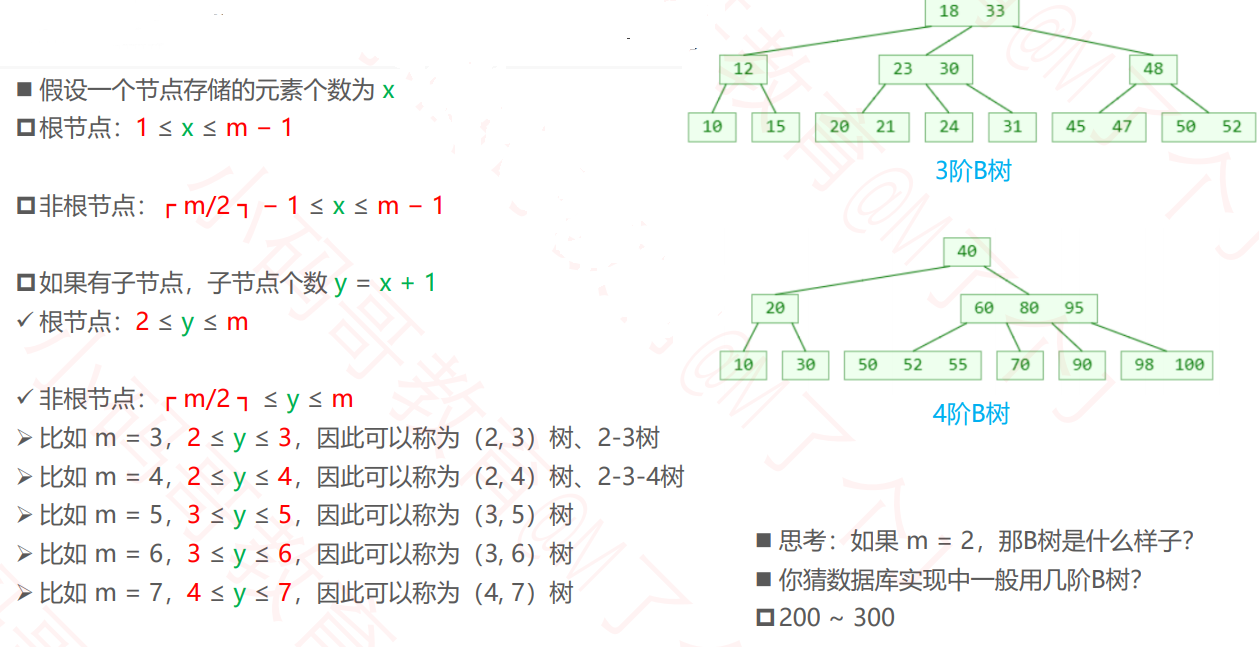 假设一个节点存储的元素个数为 x
根节点：1 ≤ x ≤ m − 1
非根节点：┌ m/2 ┐ − 1 ≤ x ≤ m − 1
如果有子节点，子节点个数 y = x + 1
根节点：2 ≤ y ≤ m
非根节点：┌ m/2 ┐ ≤ y ≤ m
比如 m = 3，2 ≤ y ≤ 3，因此可以称为（2, 3）树、2-3树
比如 m = 4，2 ≤ y ≤ 4，因此可以称为（2, 4）树、2-3-4树
比如 m = 5，3 ≤ y ≤ 5，因此可以称为（3, 5）树
比如 m = 6，3 ≤ y ≤ 6，因此可以称为（3, 6）树
比如 m = 7，4 ≤ y ≤ 7，因此可以称为（4, 7）树
18 33
12 23 30 48
10 15 20 21 24 31 45 47 50 52
3阶B树
40
20 60 80 95
10 30 50 52 55 70 90 98 100
4阶B树
思考：如果 m = 2，那B树是什么样子？
你猜数据库实现中一般用几阶B树？
200 ~ 300
小码哥教育@M了个